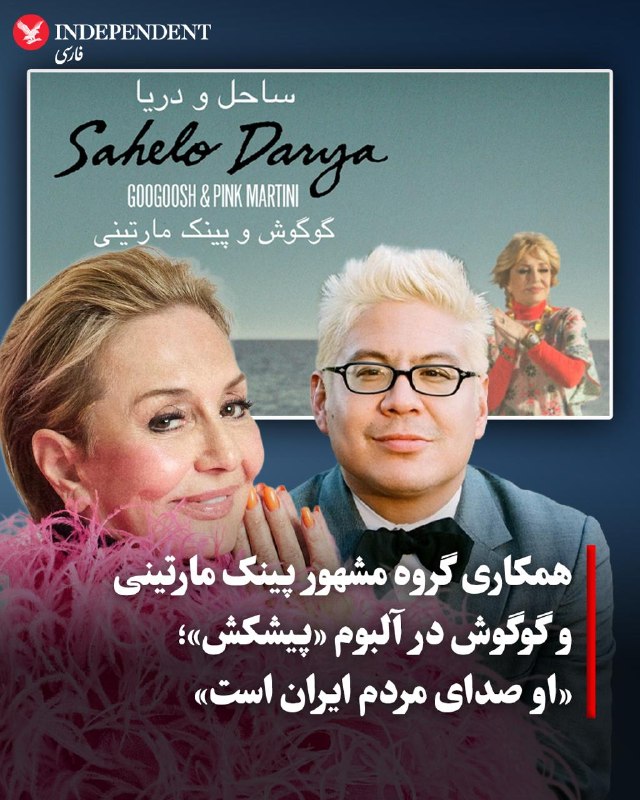 INDEPENDENT
فارسی
ساحل و دریا
Sahelo Darya
GOOGOOSH & PINK MARTINI
گوگوش و پینک مارتینی
همکاری گروه مشهور پینک مارتینی
و گوگوش در آلبوم «پیشکش»؛
«او صدای مردم ایران است»